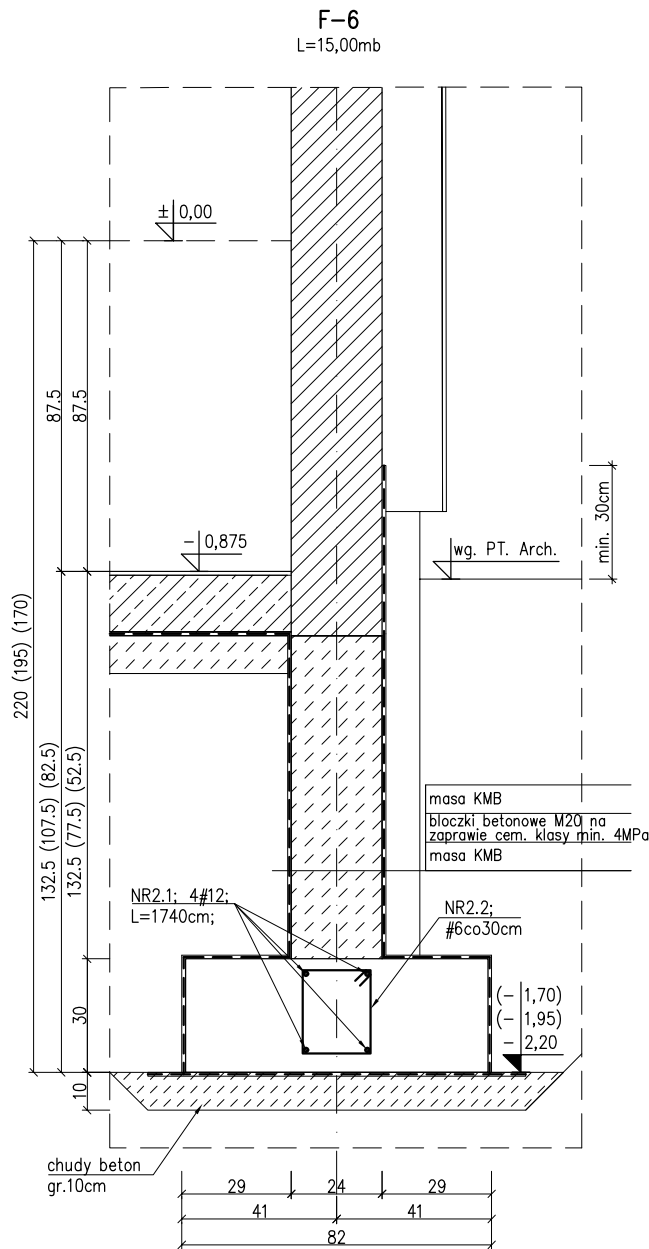 F-6
L=15,00mb
± 0,00
87.5
87.5
min. 30cm
- 0,875
wg. PT. Arch.
220 (195) (170)
132.5 (107.5) (82.5)
132.5 (77.5) (52.5)
masa KMB
bloczki betonowe M20 na
zaprawie cem. klasy min. 4MPa
masa KMB
NR2.1; 4#12;
L=1740cm;
NR2.2;
#6co30cm
(- 1,70)
(- 1,95)
- 2,20
30
10
chudy beton
gr.10cm
29
24
29
41
41
82